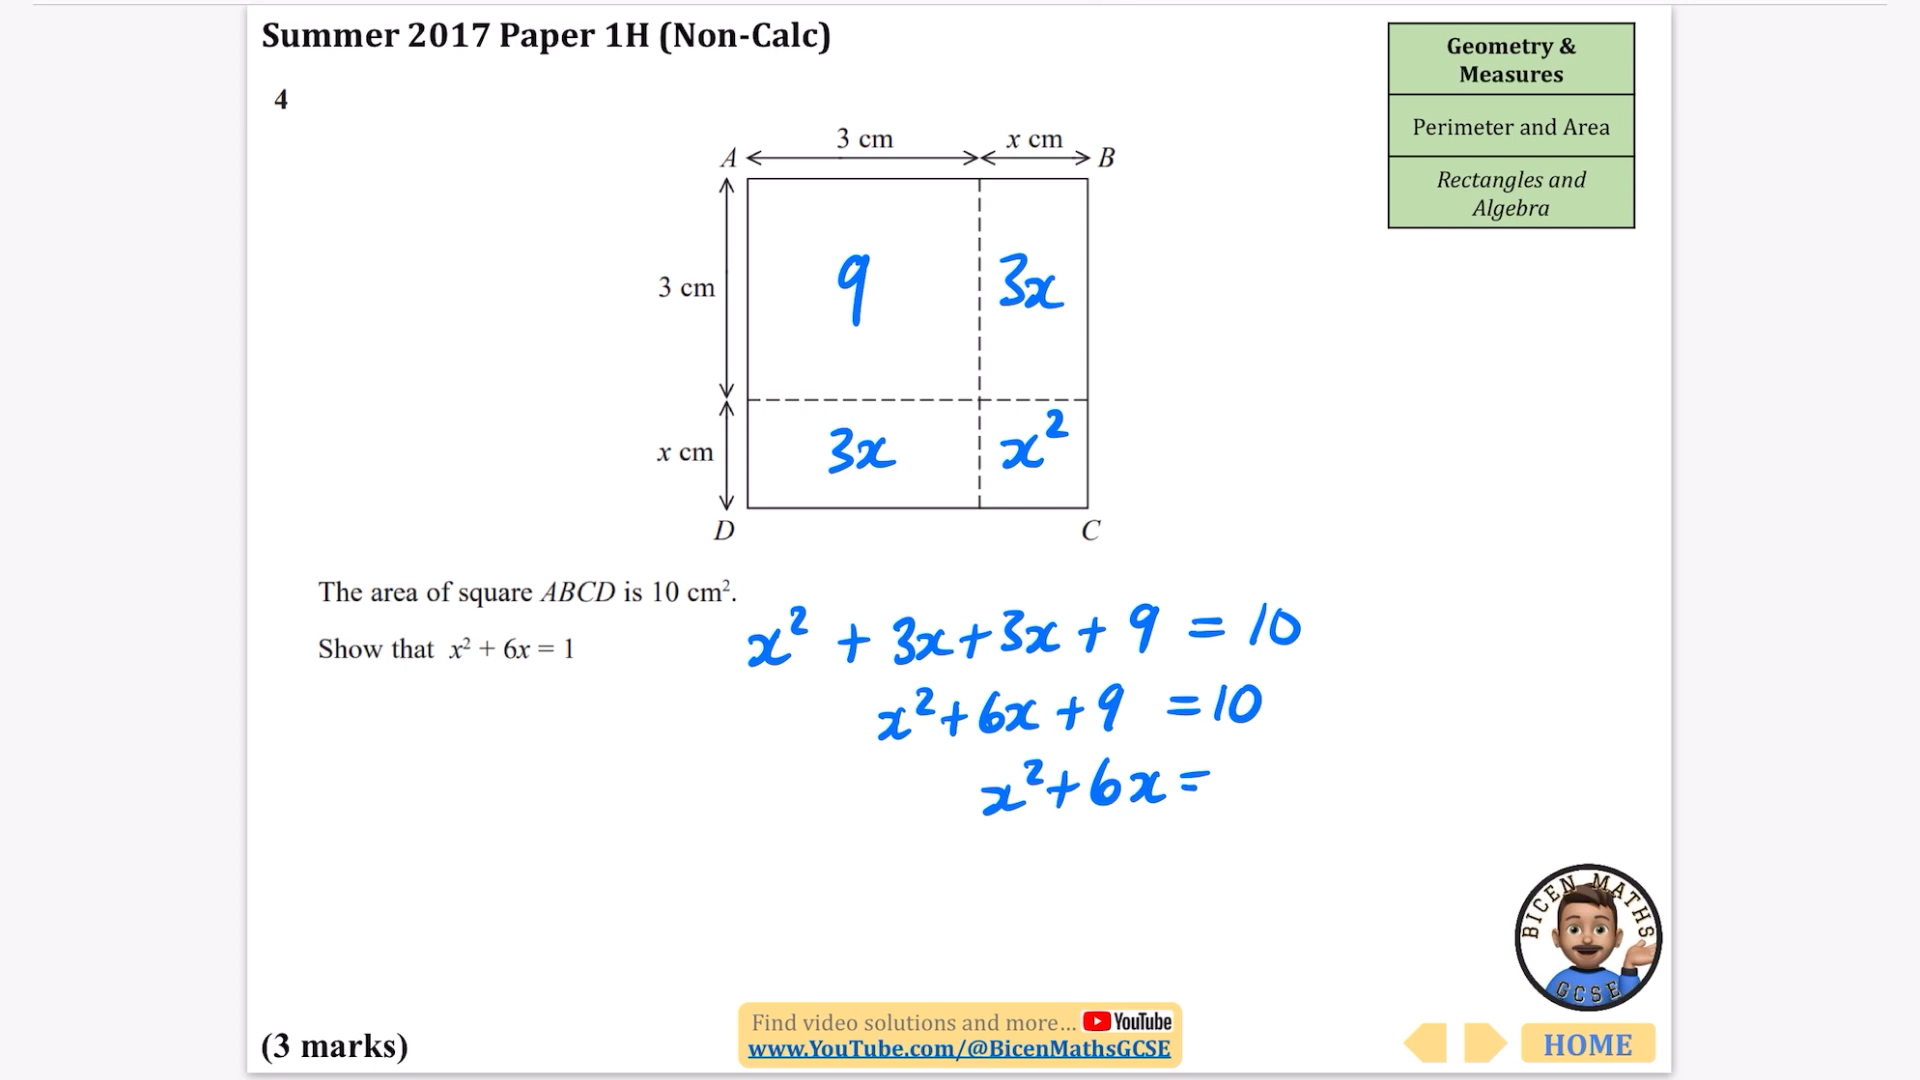 Summer 2017 Paper 1H (Non-Calc)
Geometry &
Measures
Perimeter and Area
Rectangles and
Algebra
4
3 cm
x cm
A
B
3 cm
9
3x
x cm
3x
x²
D
C
The area of square ABCD is 10 cm².
Show that x² + 6x = 1
x² + 3x + 3x + 9 = 10
x² + 6x + 9 = 10
x² + 6x =
BICEN MATHS
GCSE
(3 marks)
Find video solutions and more... YouTube
www.YouTube.com/@BicenMathsGCSE
HOME